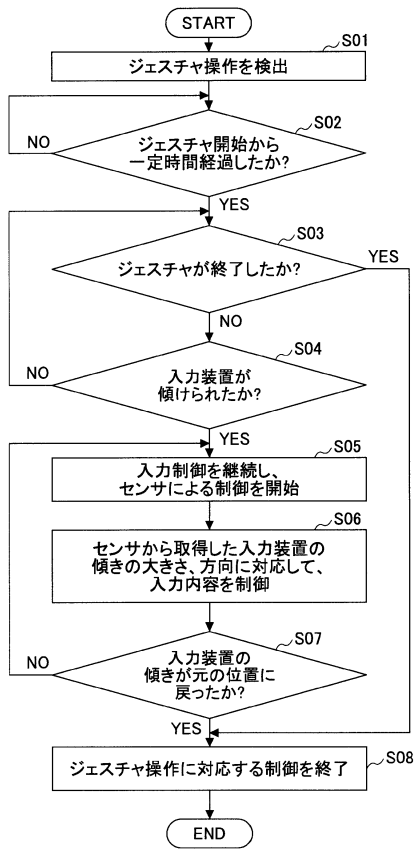 START
S01
ジェスチャ操作を検出
S02
ジェスチャ開始から
一定時間経過したか?
NO
YES
S03
ジェスチャが終了したか?
YES
NO
S04
入力装置が
傾けられたか?
NO
YES
S05
入力制御を継続し、
センサによる制御を開始
S06
センサから取得した入力装置の
傾きの大きさ、方向に対応して、
入力内容を制御
S07
入力装置の
傾きが元の位置に
戻ったか?
NO
YES
S08
ジェスチャ操作に対応する制御を終了
END